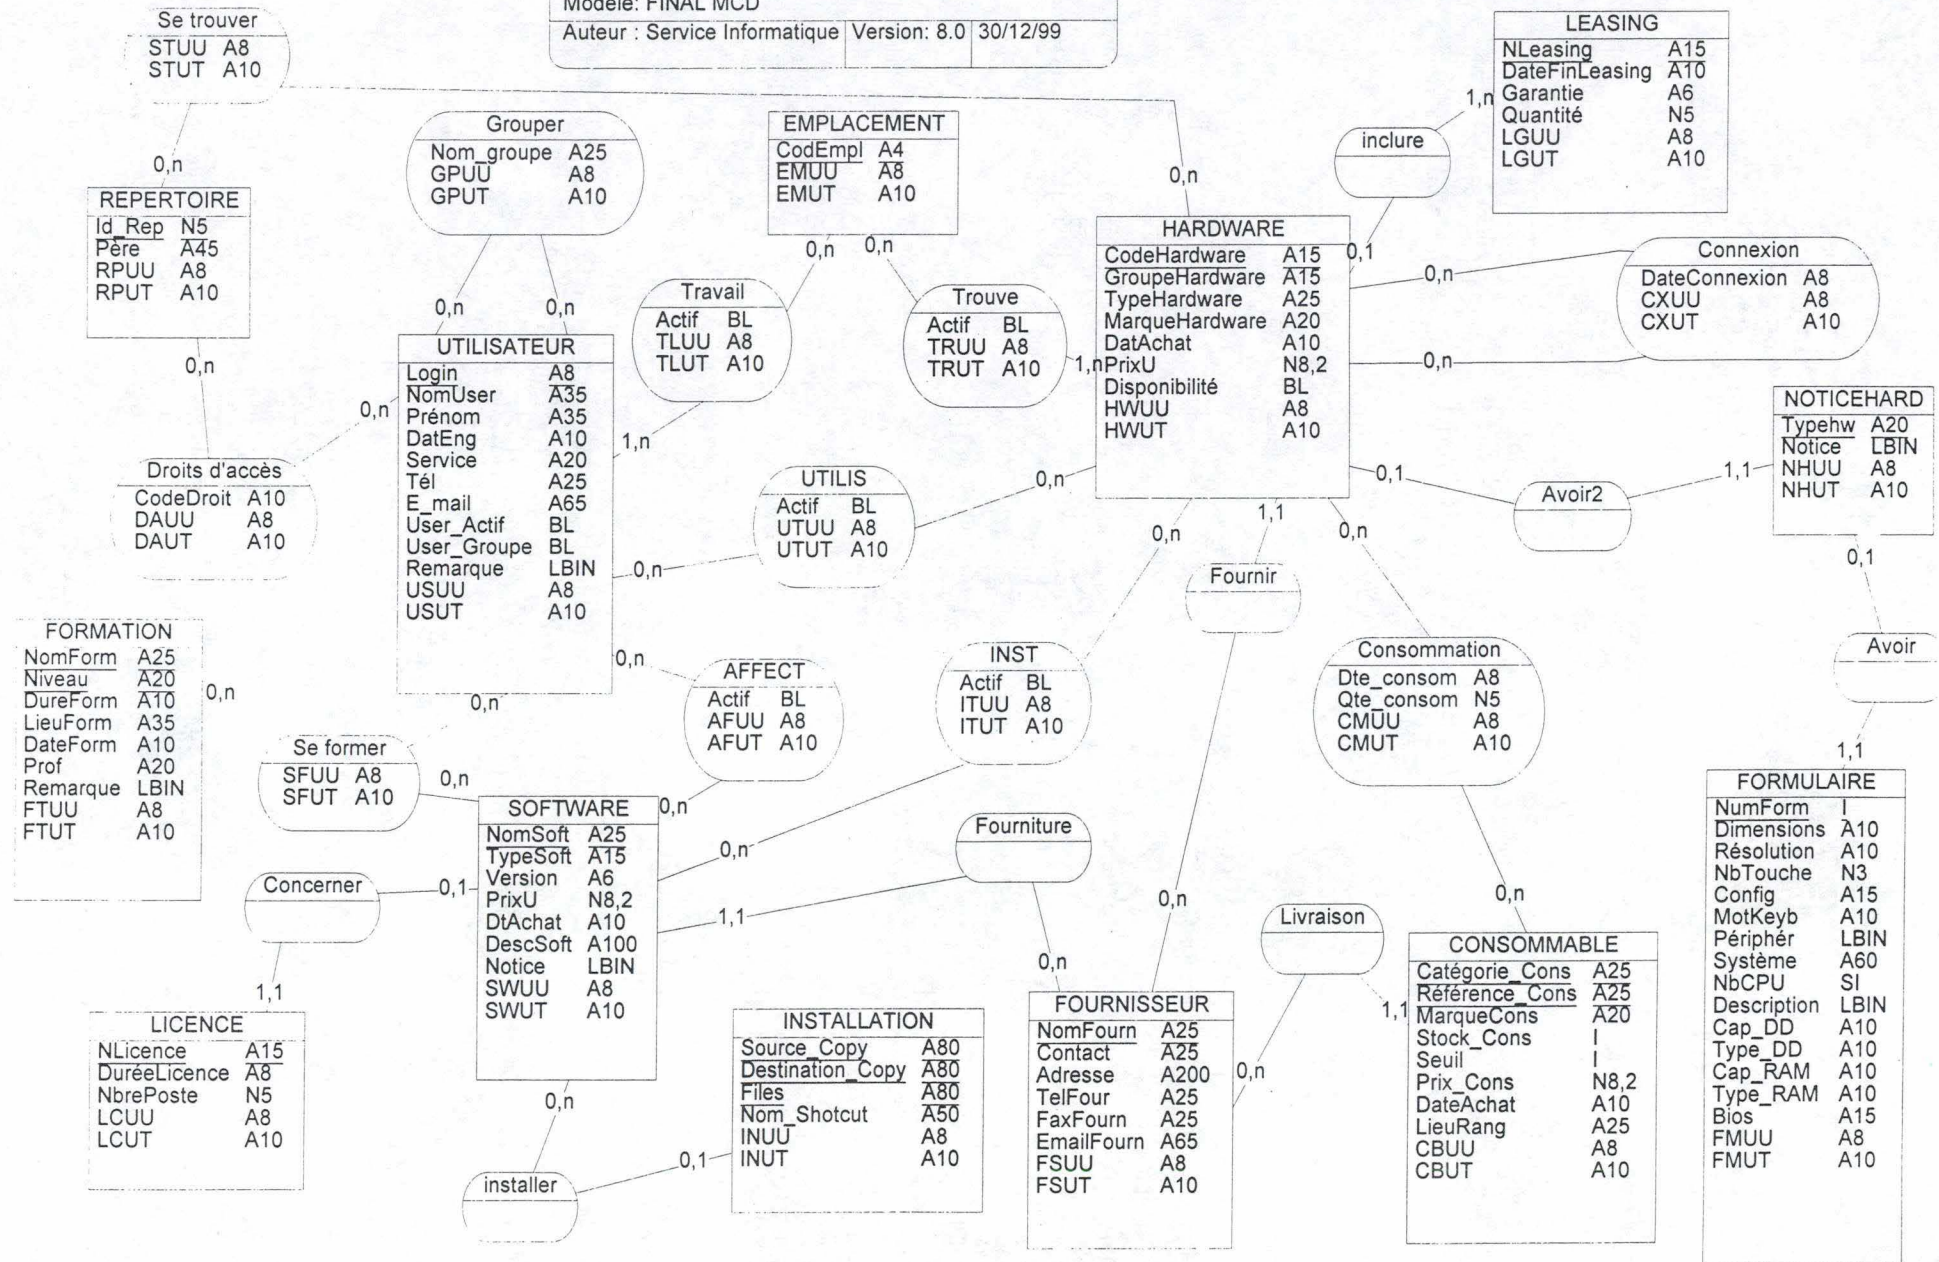 Modèle: FINAL MCD
Auteur : Service Informatique Version: 8.0 30/12/99
Se trouver
STUU A8
STUT A10
0,n
0,n
REPERTOIRE
Id_Rep N5
Père A45
RPUU A8
RPUT A10
0,n
Droits d'accès
CodeDroit A10
DAUU A8
DAUT A10
0,n
Grouper
Nom_groupe A25
GPUU A8
GPUT A10
0,n
0,n
UTILISATEUR
Login A8
NomUser A35
Prénom A35
DatEng A10
Service A20
Tél A25
E_mail A65
User_Actif BL
User_Groupe BL
Remarque LBIN
USUU A8
USUT A10
EMPLACEMENT
CodEmpl A4
EMUU A8
EMUT A10
0,n
0,n
Travail
Actif BL
TLUU A8
TLUT A10
1,n
Trouve
Actif BL
TRUU A8
TRUT A10
1,n
UTILIS
Actif BL
UTUU A8
UTUT A10
0,n
0,n
HARDWARE
CodeHardware A15
GroupeHardware A15
TypeHardware A25
MarqueHardware A20
DatAchat A10
PrixU N8,2
Disponibilité BL
HWUU A8
HWUT A10
LEASING
NLeasing A15
DateFinLeasing A10
Garantie A6
Quantité N5
LGUU A8
LGUT A10
1,n
inclure
0,1
Connexion
DateConnexion A8
CXUU A8
CXUT A10
0,n
0,n
NOTICEHARD
Typehw A20
Notice LBIN
NHUU A8
NHUT A10
0,1
Avoir2
1,1
0,1
Avoir
1,1
FORMULAIRE
NumForm I
Dimensions A10
Résolution A10
NbTouche N3
Config A15
MotKeyb A10
Périphér LBIN
Système A60
NbCPU SI
Description LBIN
Cap_DD A10
Type_DD A10
Cap_RAM A10
Type_RAM A10
Bios A15
FMUU A8
FMUT A10
0,n
1,1
0,n
Fournir
0,n
Consommation
Dte_consom A8
Qte_consom N5
CMUU A8
CMUT A10
0,n
INST
Actif BL
ITUU A8
ITUT A10
0,n
AFFECT
Actif BL
AFUU A8
AFUT A10
0,n
0,n
FORMATION
NomForm A25
Niveau A20
DureForm A10
LieuForm A35
DateForm A10
Prof A20
Remarque LBIN
FTUU A8
FTUT A10
0,n
0,n
Se former
SFUU A8
SFUT A10
0,n
SOFTWARE
NomSoft A25
TypeSoft A15
Version A6
PrixU N8,2
DtAchat A10
DescSoft A100
Notice LBIN
SWUU A8
SWUT A10
Concerner
0,1
1,1
LICENCE
NLicence A15
DuréeLicence A8
NbrePoste N5
LCUU A8
LCUT A10
Fourniture
1,1
0,n
0,n
installer
0,1
INSTALLATION
Source_Copy A80
Destination_Copy A80
Files A80
Nom_Shotcut A50
INUU A8
INUT A10
FOURNISSEUR
NomFourn A25
Contact A25
Adresse A200
TelFour A25
FaxFourn A25
EmailFourn A65
FSUU A8
FSUT A10
Livraison
0,n
1,1
CONSOMMABLE
Catégorie_Cons A25
Référence_Cons A25
MarqueCons A20
Stock_Cons I
Seuil I
Prix_Cons N8,2
DateAchat A10
LieuRang A25
CBUU A8
CBUT A10